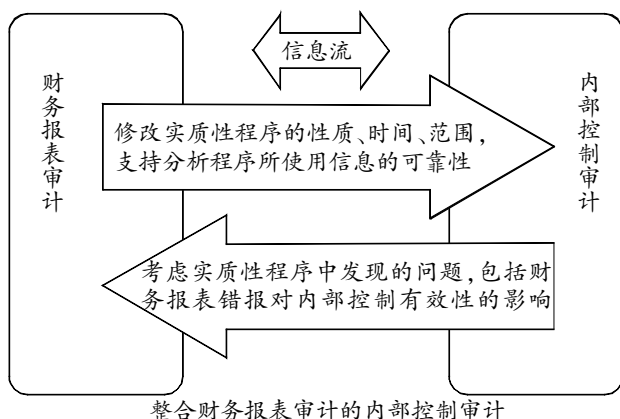 信息流
财务报表审计
内部控制审计
修改实质性程序的性质、时间、范围，
支持分析程序所使用信息的可靠性
考虑实质性程序中发现的问题，包括财
务报表错报对内部控制有效性的影响
整合财务报表审计的内部控制审计